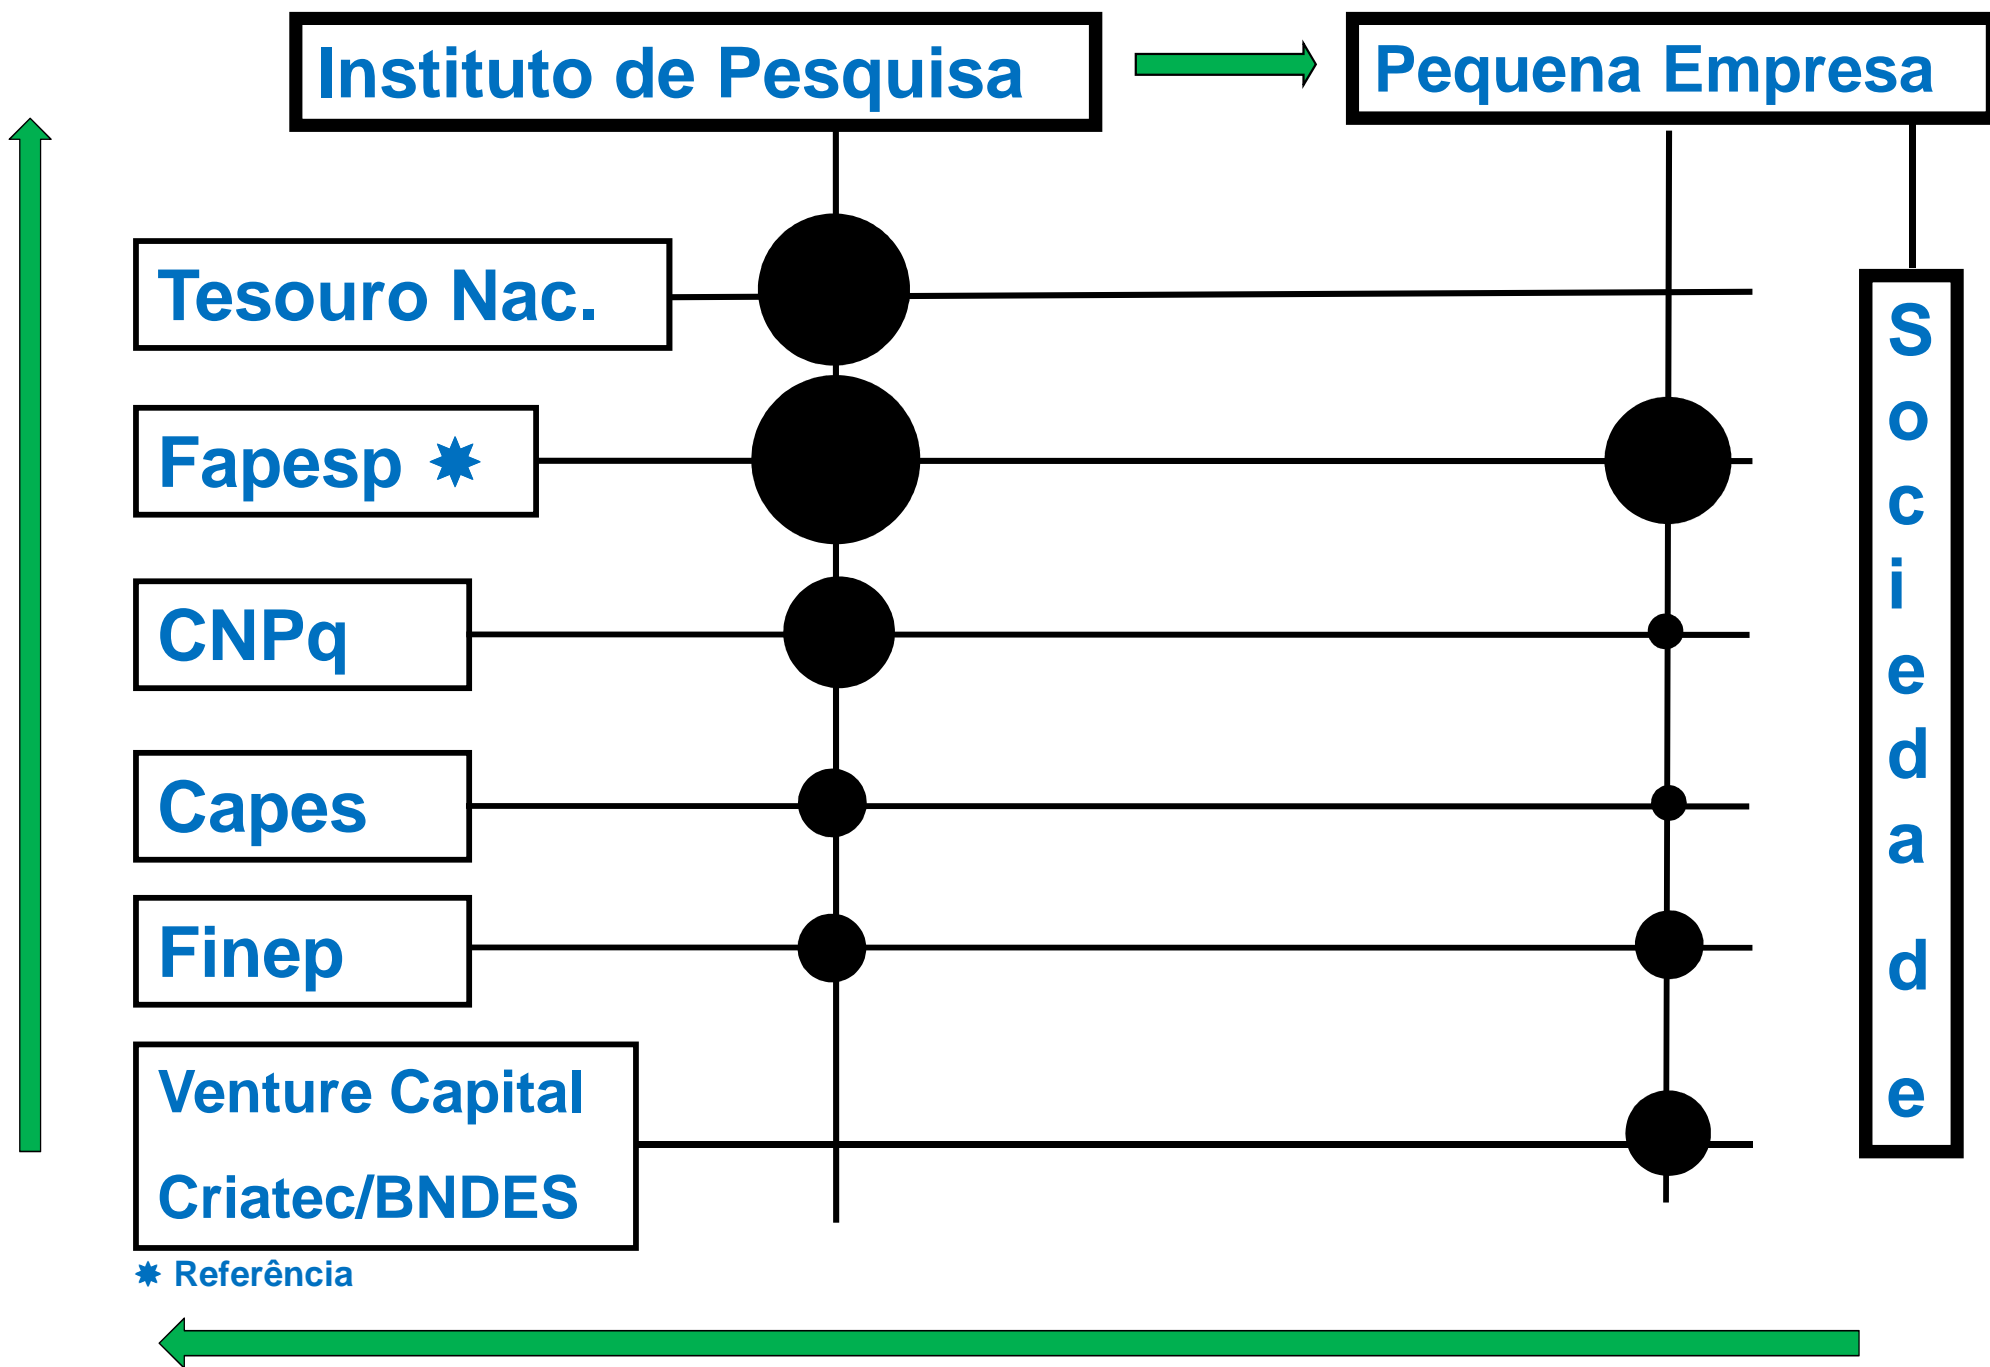 Instituto de Pesquisa
Pequena Empresa
Tesouro Nac.
Fapesp ✷
CNPq
Capes
Finep
Venture Capital
Criatec/BNDES
✷ Referência
S
o
c
i
e
d
a
d
e